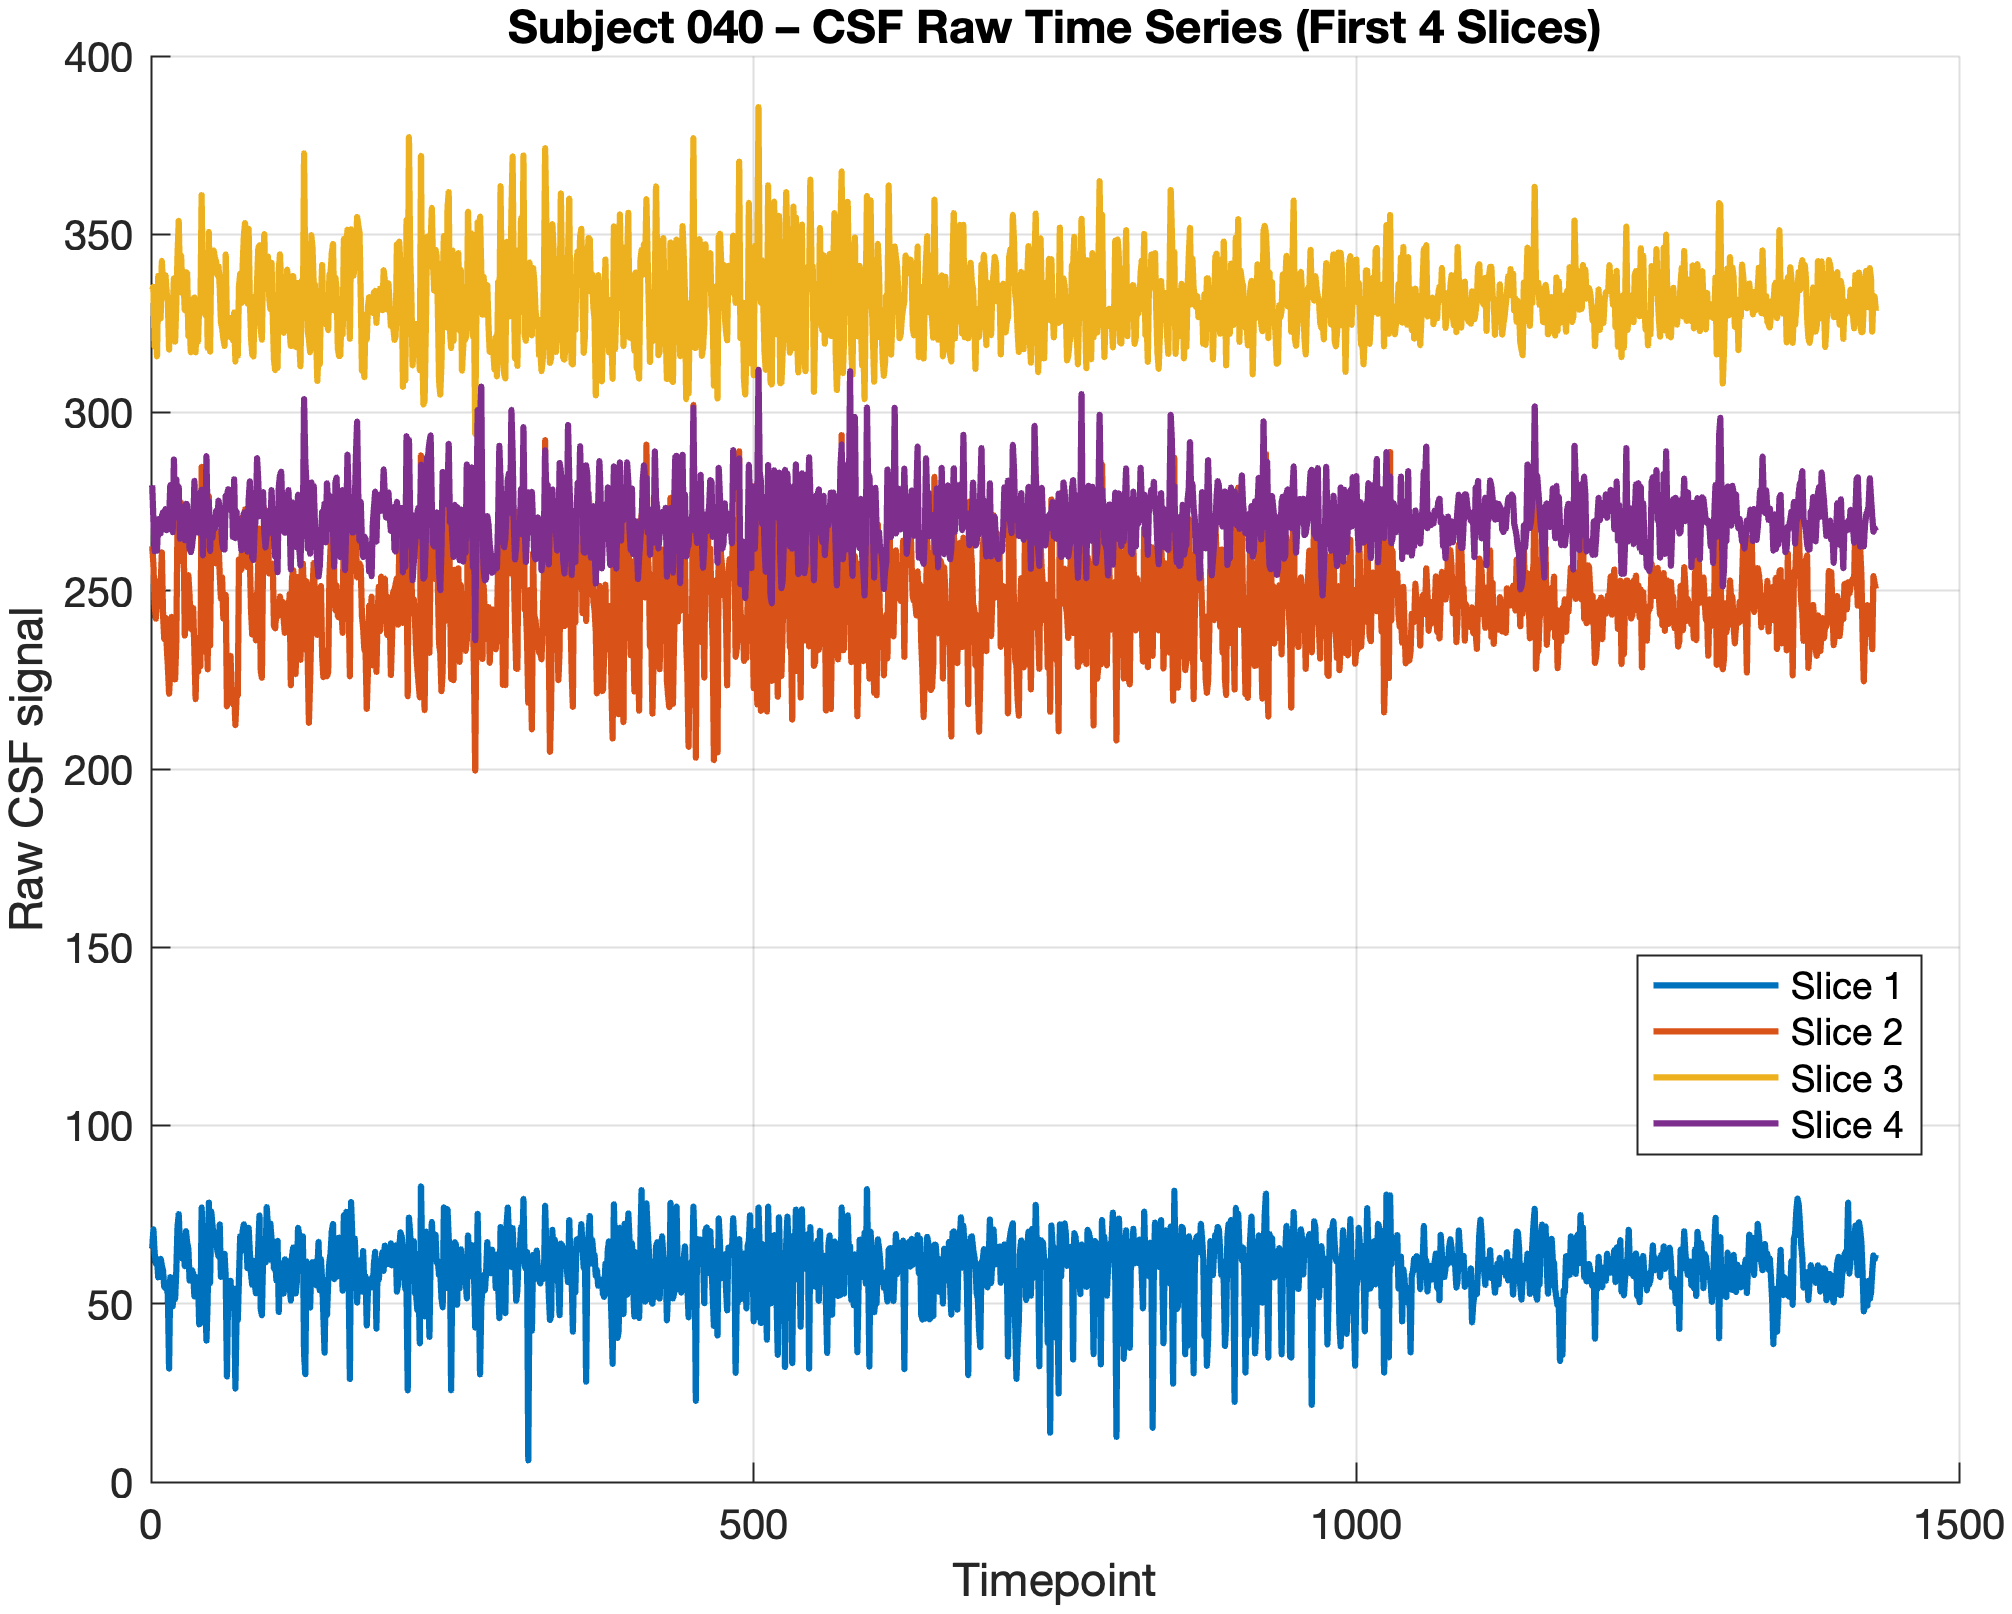 Subject 040 – CSF Raw Time Series (First 4 Slices)
400
350
300
250
200
150
100
50
0
Raw CSF signal
0 500 1000 1500
Timepoint
Slice 1
Slice 2
Slice 3
Slice 4